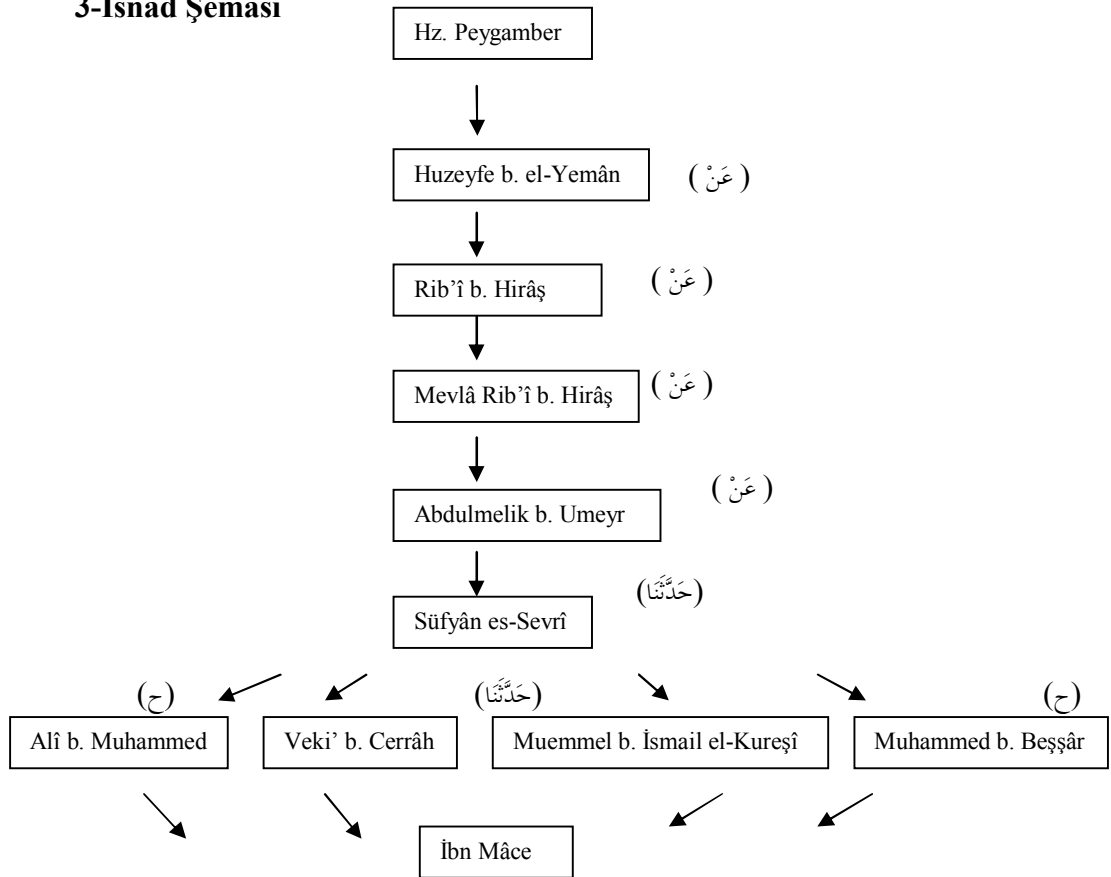 3-İsnad Şeması
Hz. Peygamber
Huzeyfe b. el-Yemân ( عَنْ )
Rib’î b. Hirâş ( عَنْ )
Mevlâ Rib’î b. Hirâş ( عَنْ )
Abdulmelik b. Umeyr ( عَنْ )
Süfyân es-Sevrî (حَدَّثَنَا)
(ح) (حَدَّثَنَا) (ح)
Alî b. Muhammed Veki’ b. Cerrâh Muemmel b. İsmail el-Kureşî Muhammed b. Beşşâr
İbn Mâce